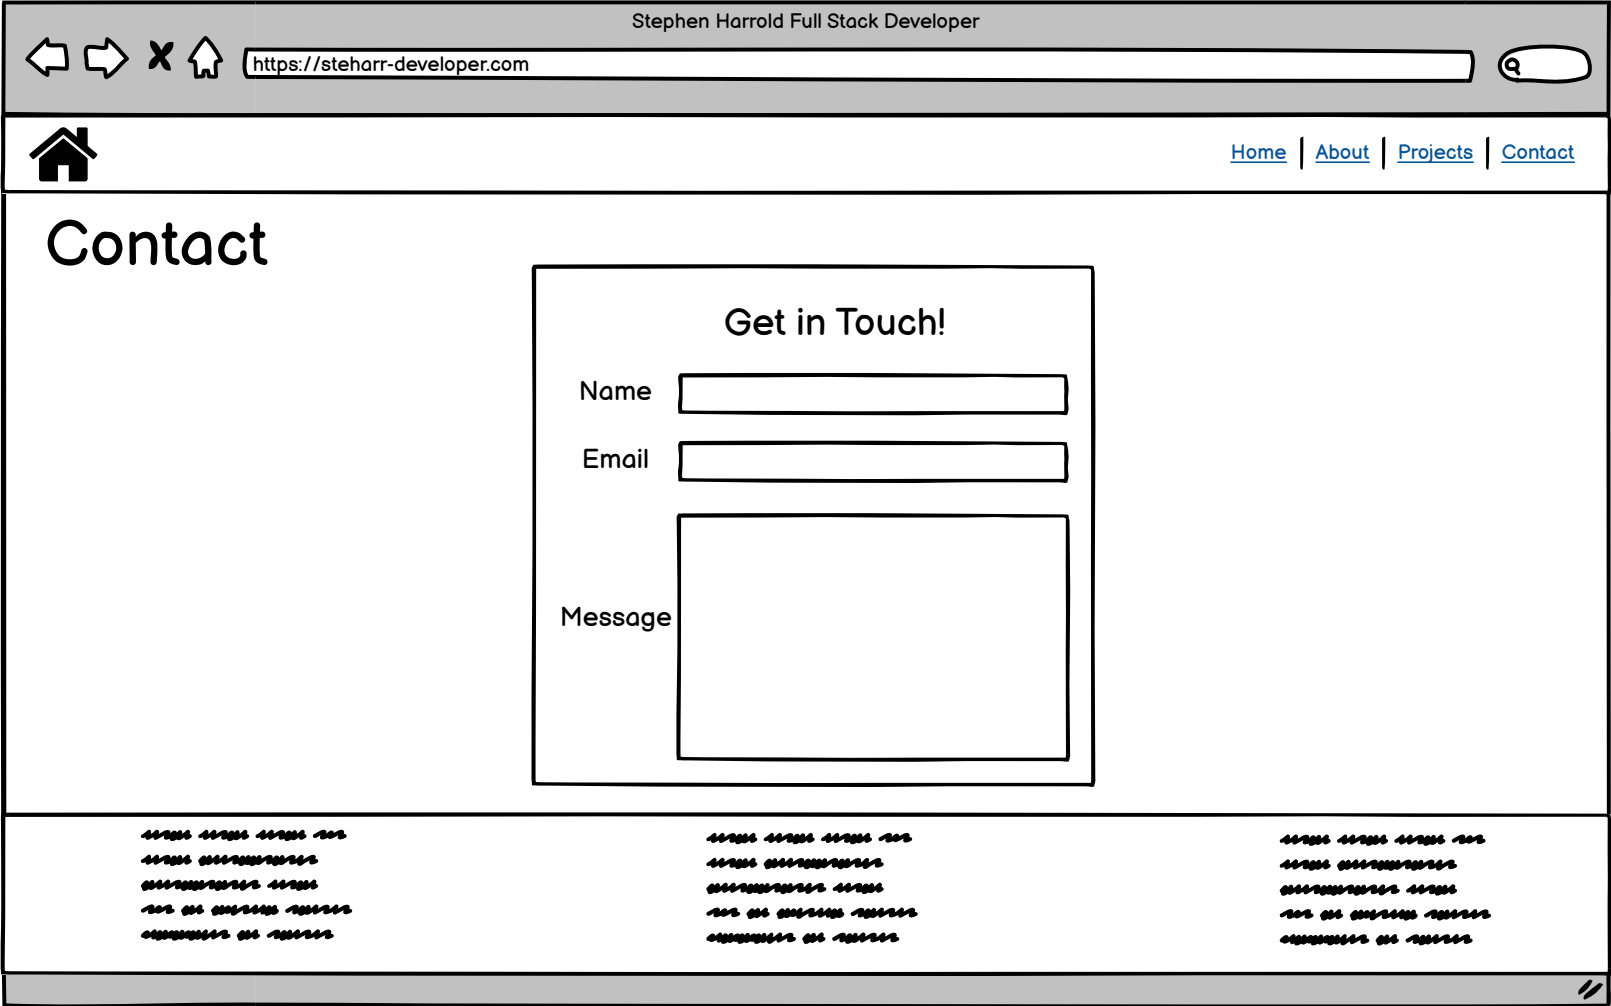 Stephen Harrold Full Stack Developer
https://steharr-developer.com
Home About Projects Contact
Contact
Get in Touch!
Name
Email
Message